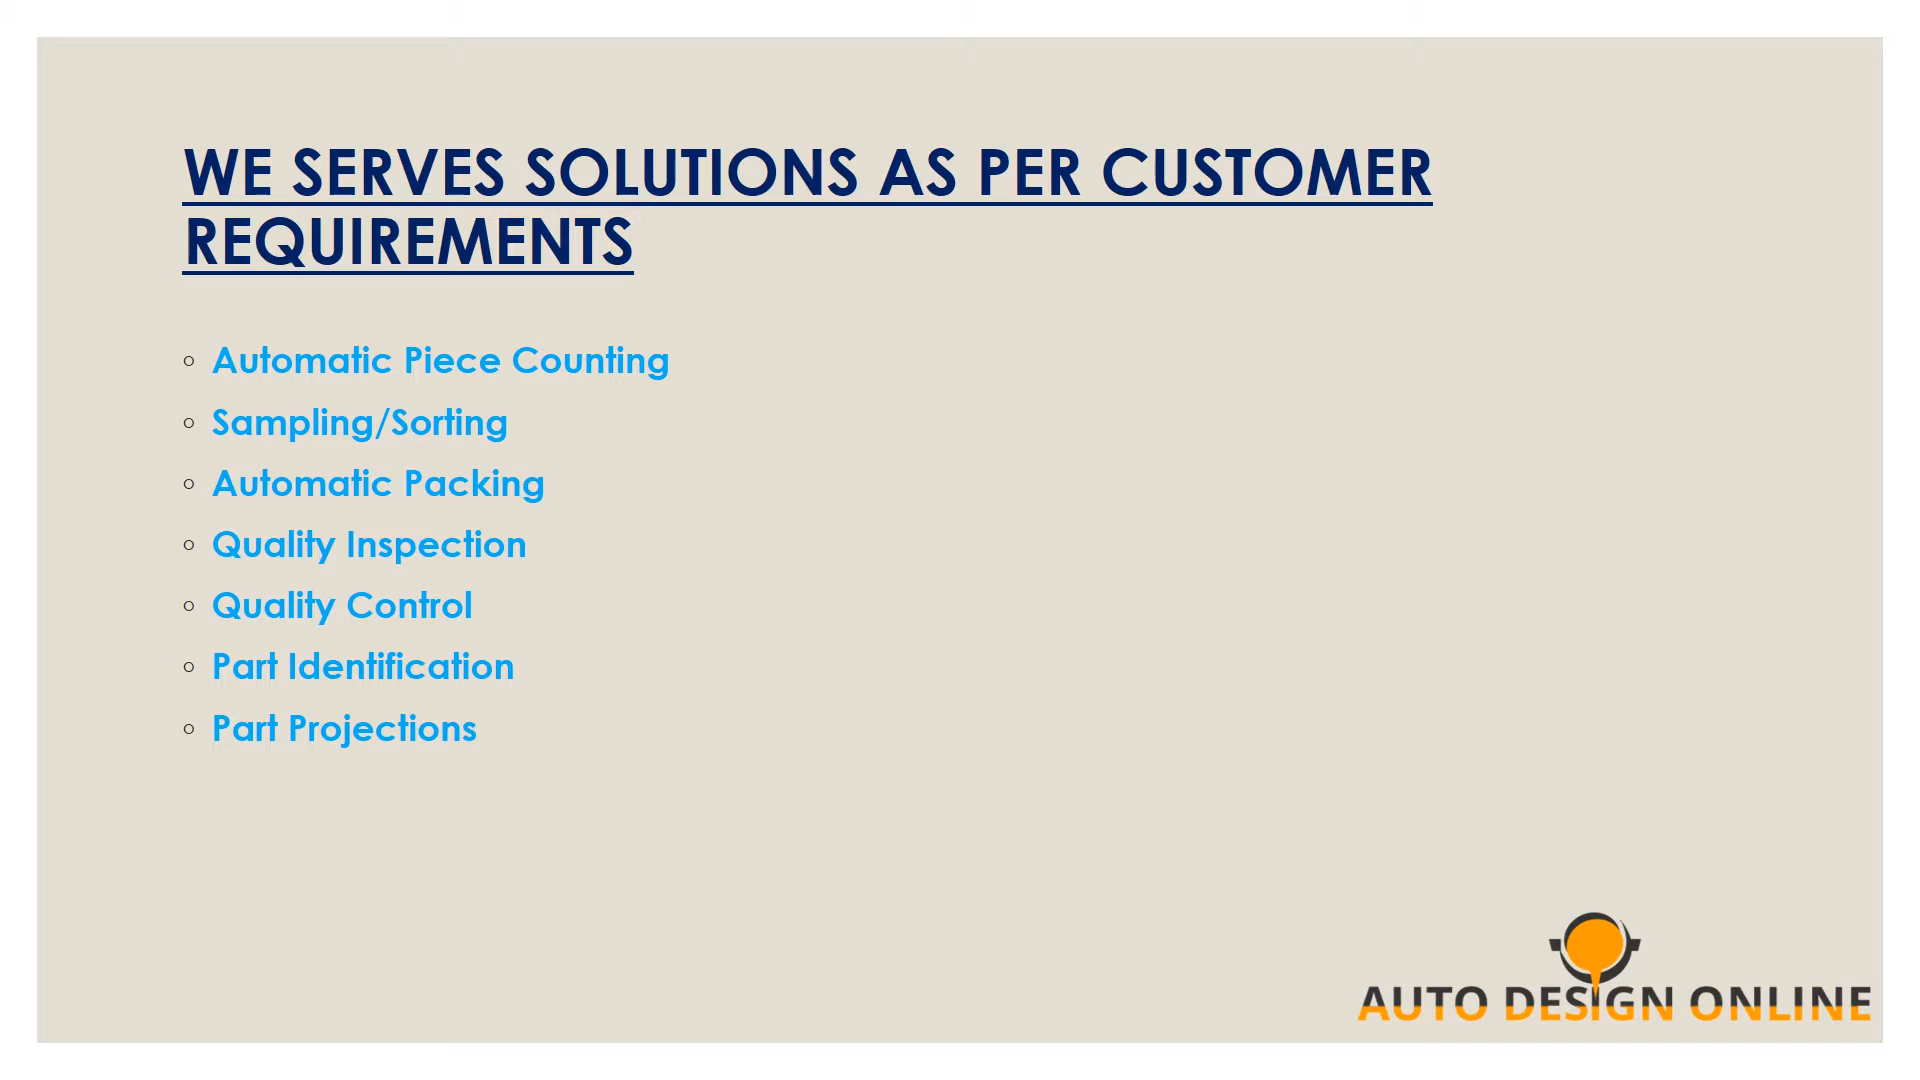 WE SERVES SOLUTIONS AS PER CUSTOMER
REQUIREMENTS
Automatic Piece Counting
Sampling/Sorting
Automatic Packing
Quality Inspection
Quality Control
Part Identification
Part Projections
AUTO DESIGN ONLINE